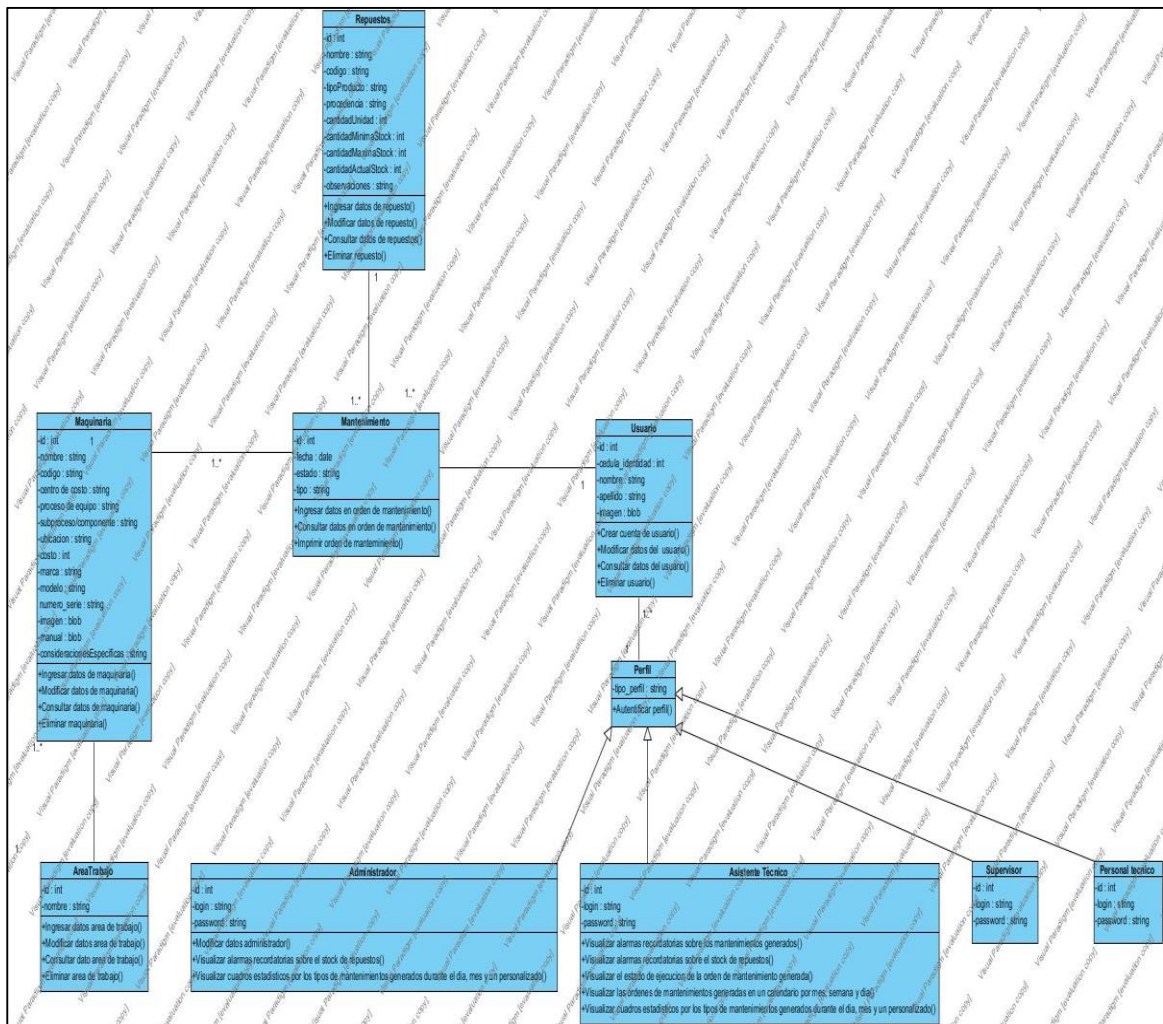 Repuestos
-id : int
-nombre : string
-codigo : string
-tipoProducto : string
-procedencia : string
-cantidadUnidad : int
-cantidadMinimaStock : int
-cantidadMaximaStock : int
-cantidadActualStock : int
-observaciones : string
+Ingresar datos de repuesto()
+Modificar datos de repuesto()
+Consultar datos de repuestos()
+Eliminar repuesto()
1
1..*
1..*
Maquinaria
-id : int
1
-nombre : string
-codigo : string
-centro de costo : string
-proceso de equipo : string
-subproceso/componente : string
-ubicacion : string
-costo : int
-marca : string
-modelo : string
-numero_serie : string
-imagen : blob
-manual : blob
-consideracionesEspecificas : string
+Ingresar datos de maquinaria()
+Modificar datos de maquinaria()
+Consultar datos de maquinaria()
+Eliminar maquinaria()
1..*
1..*
Mantenimiento
-id : int
-fecha : date
-estado : string
-tipo : string
+Ingresar datos en orden de mantenimiento()
+Consultar datos en orden de mantenimiento()
+Imprimir orden de mantemimiento()
Usuario
-id : int
-cedula_identidad : int
-nombre : string
-apellido : string
-imagen : blob
+Crear cuenta de usuario()
+Modificar datos del usuario()
+Consultar datos del usuario()
+Eliminar usuario()
1
Perfil
-tipo_perfil : string
+Autentificar perfil()
AreaTrabajo
-id : int
-nombre : string
+Ingresar datos area de trabajo()
+Modificar datos area de trabajo()
+Consultar dato area de trabajo()
+Eliminar area de trabajo()
Administrador
-id : int
-login : string
-password : string
+Modificar datos administrador()
+Visualizar alarmas recordatorias sobre el stock de repuestos()
+Visualizar cuadros estadisticos por los tipos de mantenimientos generados durante el dia, mes y un personalizado()
Asistente Técnico
-id : int
-login : string
-password : string
+Visualizar alarmas recordatorias sobre los mantenimientos generados()
+Visualizar alarmas recordatorias sobre el stock de repuestos()
+Visualizar el estado de ejecucion de la orden de mantenimiento generada()
+Visualizar las ordenes de mantenimientos generadas en un calendario por mes, semana y dia()
+Visualizar cuadros estadisticos por los tipos de mantenimientos generados durante el dia, mes y un personalizado()
Supervisor
-id : int
-login : string
-password : string
Personal tecnico
-id : int
-login : string
-password : string
Visual Paradigm [evaluation copy]